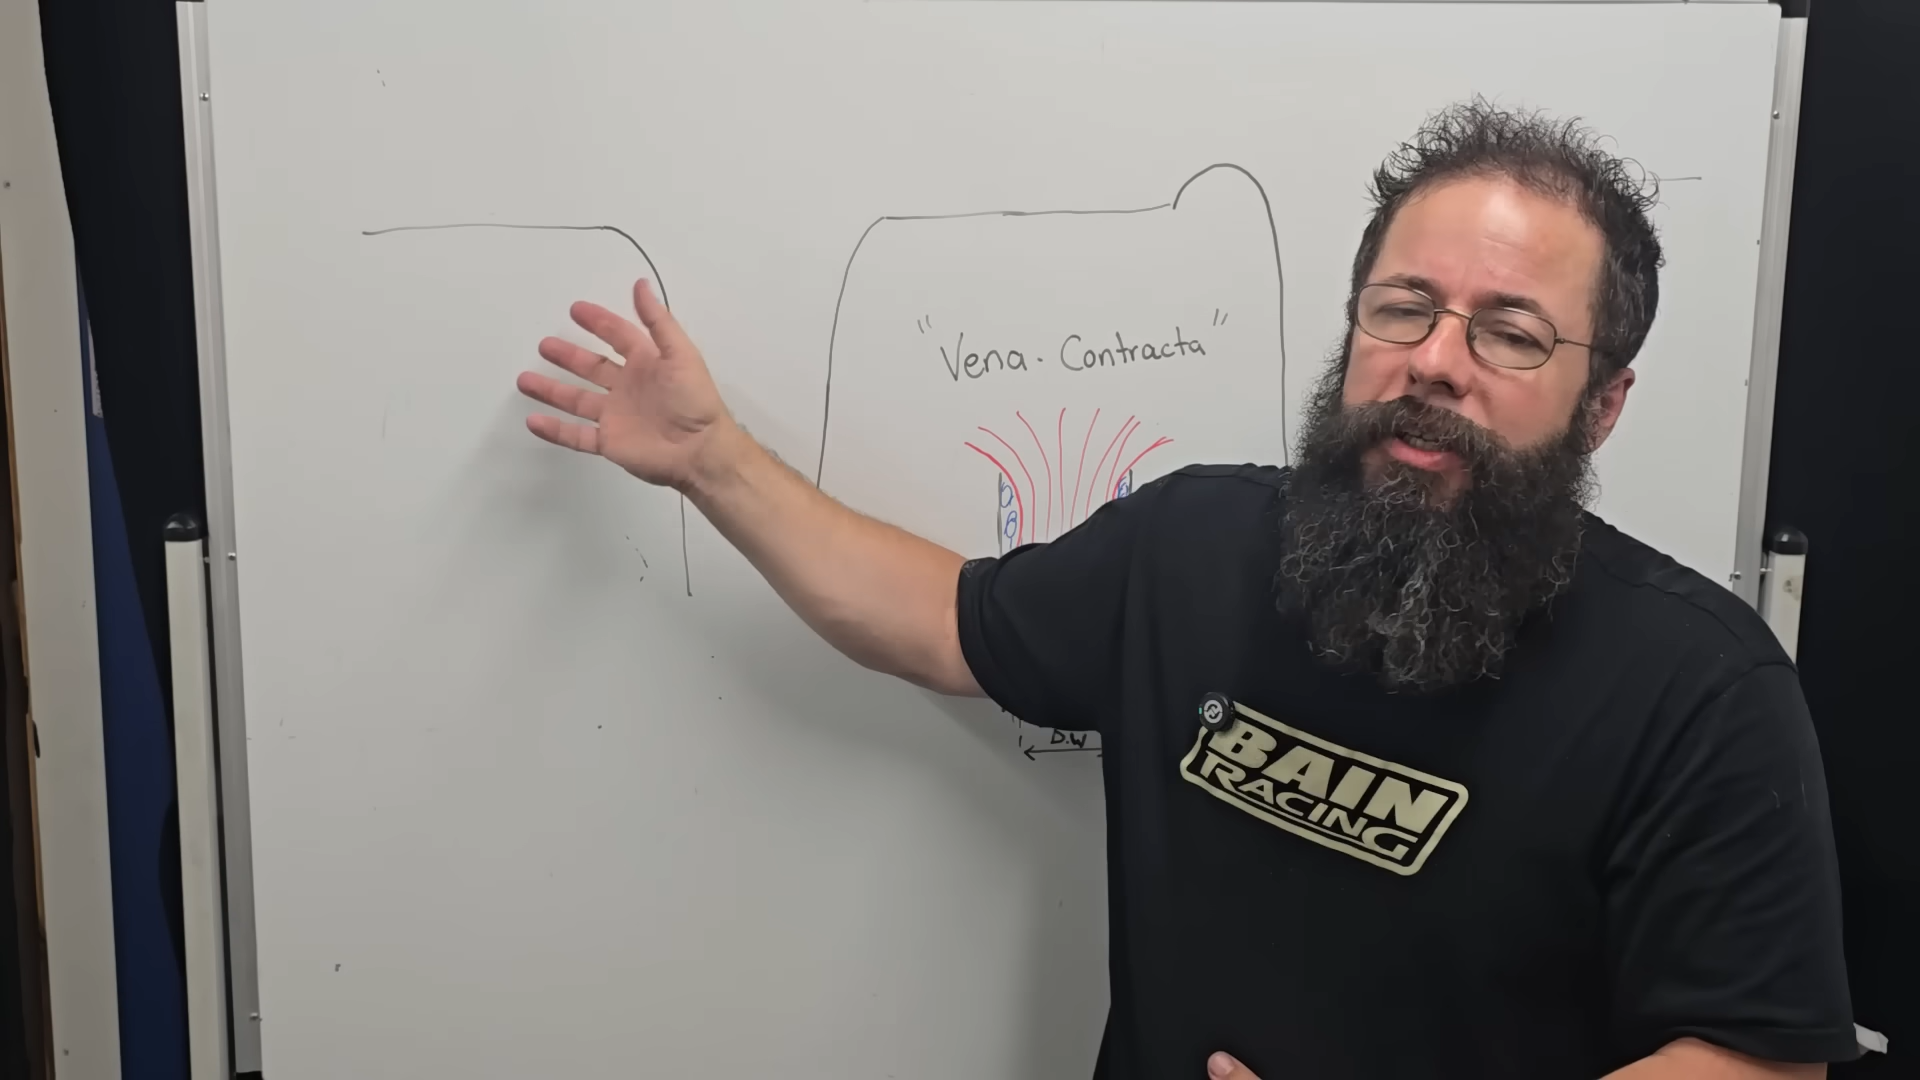 " Vena - Contracta "
D.W
BAIN
RACING